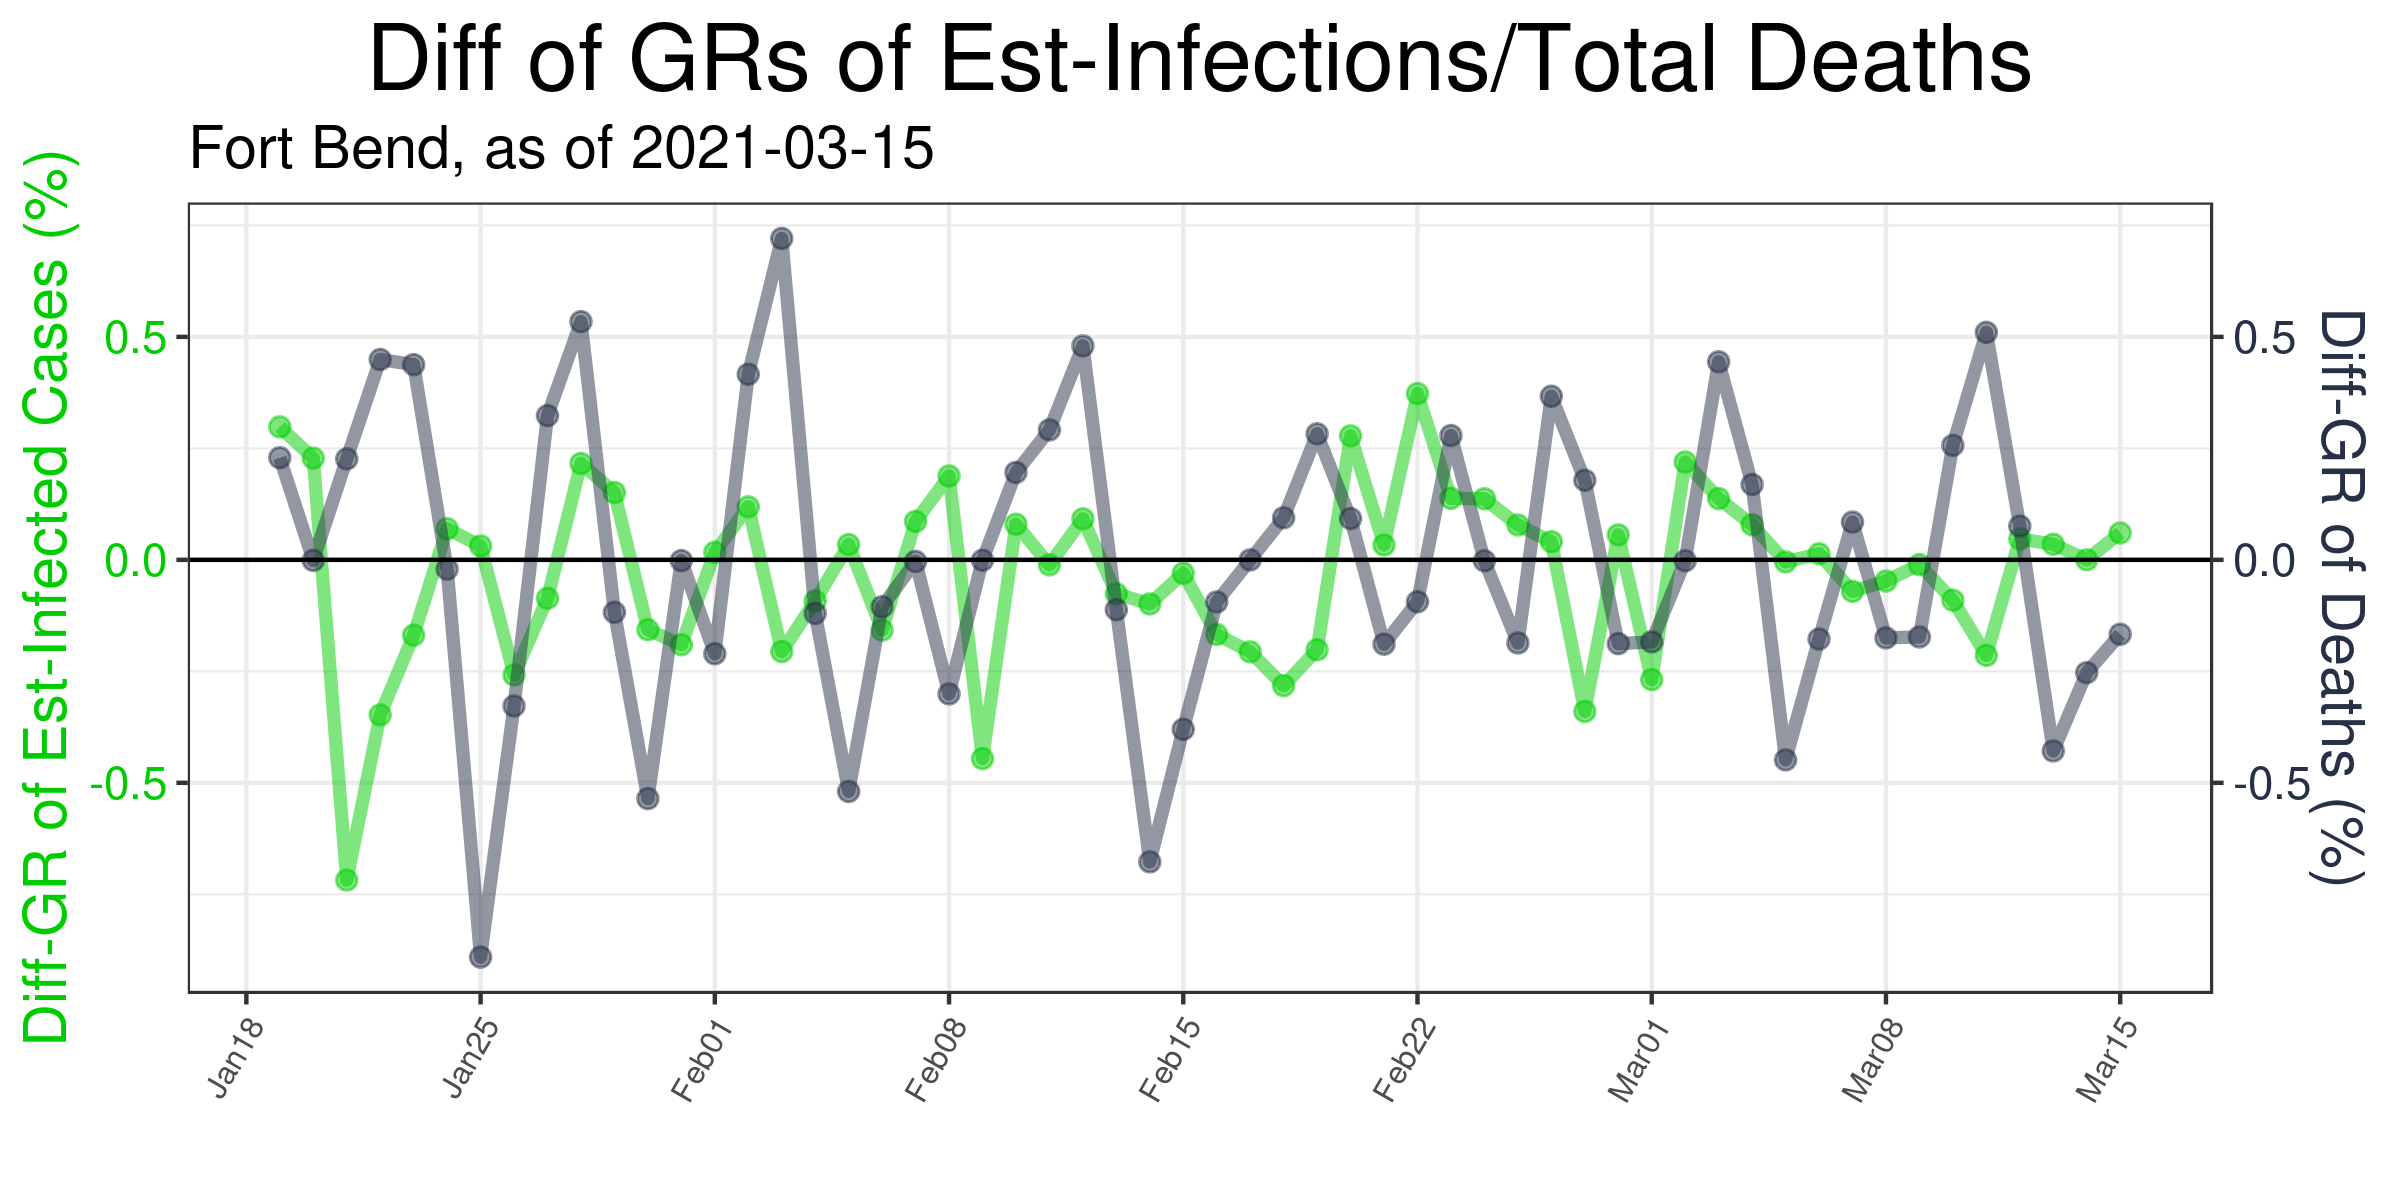 Diff of GRs of Est-Infections/Total Deaths
Fort Bend, as of 2021-03-15
Diff-GR of Est-Infected Cases (%)
0.5
0.0
-0.5
0.5
0.0
-0.5
Diff-GR of Deaths (%)
Jan18
Jan25
Feb01
Feb08
Feb15
Feb22
Mar01
Mar08
Mar15